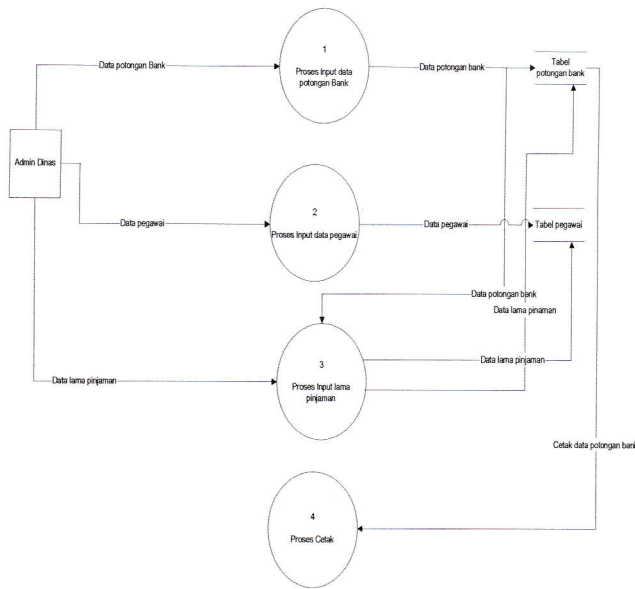 1
Proses Input data
potongan Bank
Data potongan Bank
Data potongan bank
Tabel
potongan bank
Admin Dinas
2
Proses Input data pegawai
Data pegawai
Data pegawai
Tabel pegawai
Data potongan bank
Data lama pinaman
3
Proses Input lama
pinjaman
Data lama pinjaman
Data lama pinjaman
Cetak data potongan bank
4
Proses Cetak